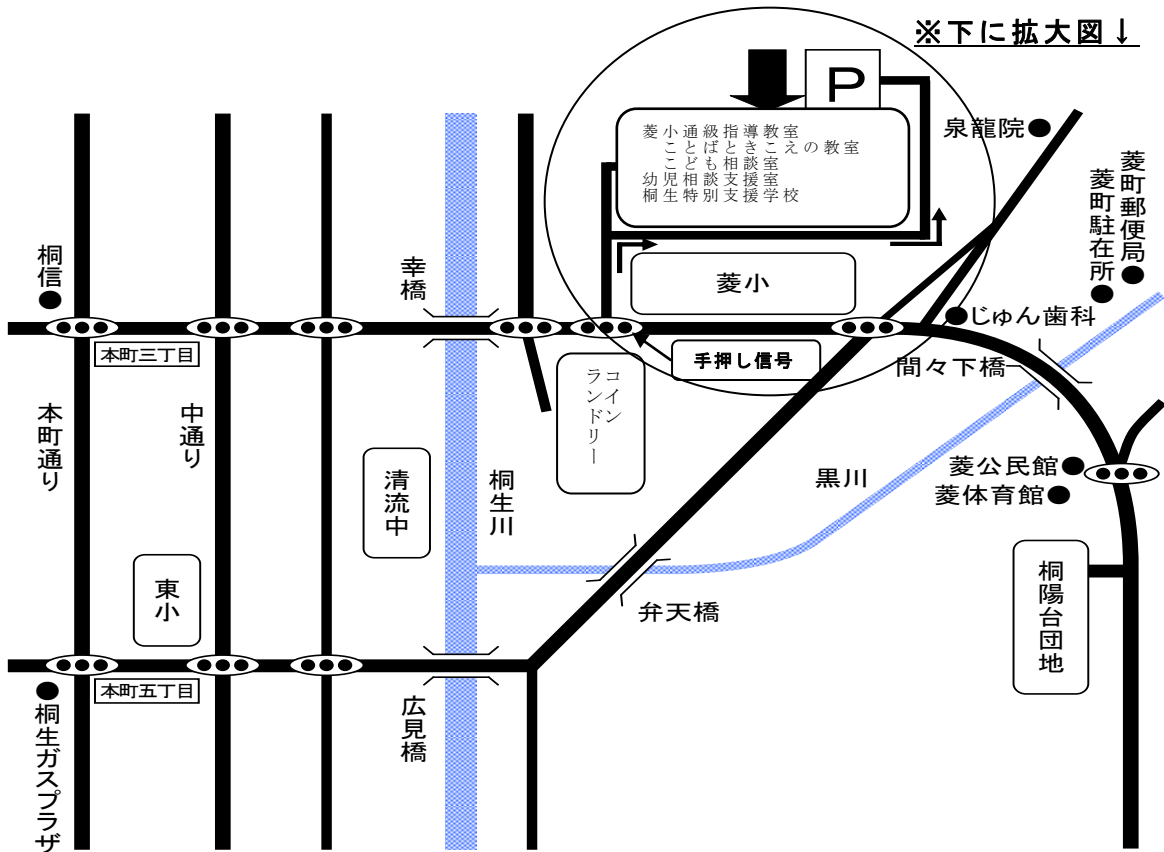 ※下に拡大図↓
P
菱小通級指導教室
ことばときこえの教室
こども相談室
幼児相談支援室
桐生特別支援学校
泉龍院
菱町郵便局
菱町駐在所
桐信
幸橋
菱小
じゅん歯科
本町三丁目
手押し信号
間々下橋
コイン
ランドリー
本町通り
中通り
清流中
桐生川
黒川
菱公民館
菱体育館
東小
弁天橋
桐陽台団地
本町五丁目
広見橋
桐生ガスプラザ